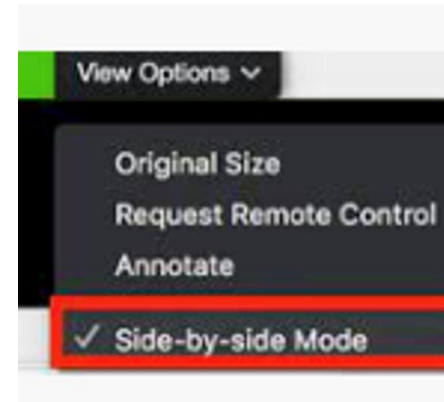 View Options
Original Size
Request Remote Control
Annotate
✓ Side-by-side Mode